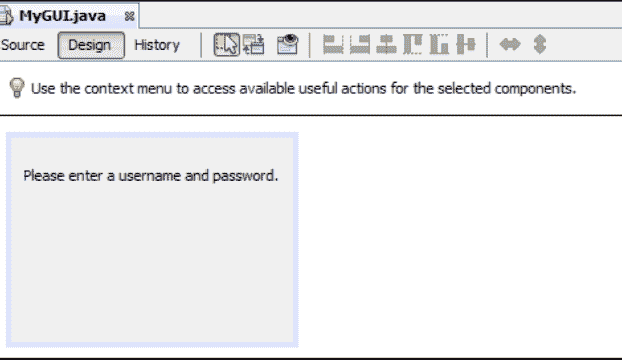 MyGUI.java
Source Design History
Use the context menu to access available useful actions for the selected components.
Please enter a username and password.